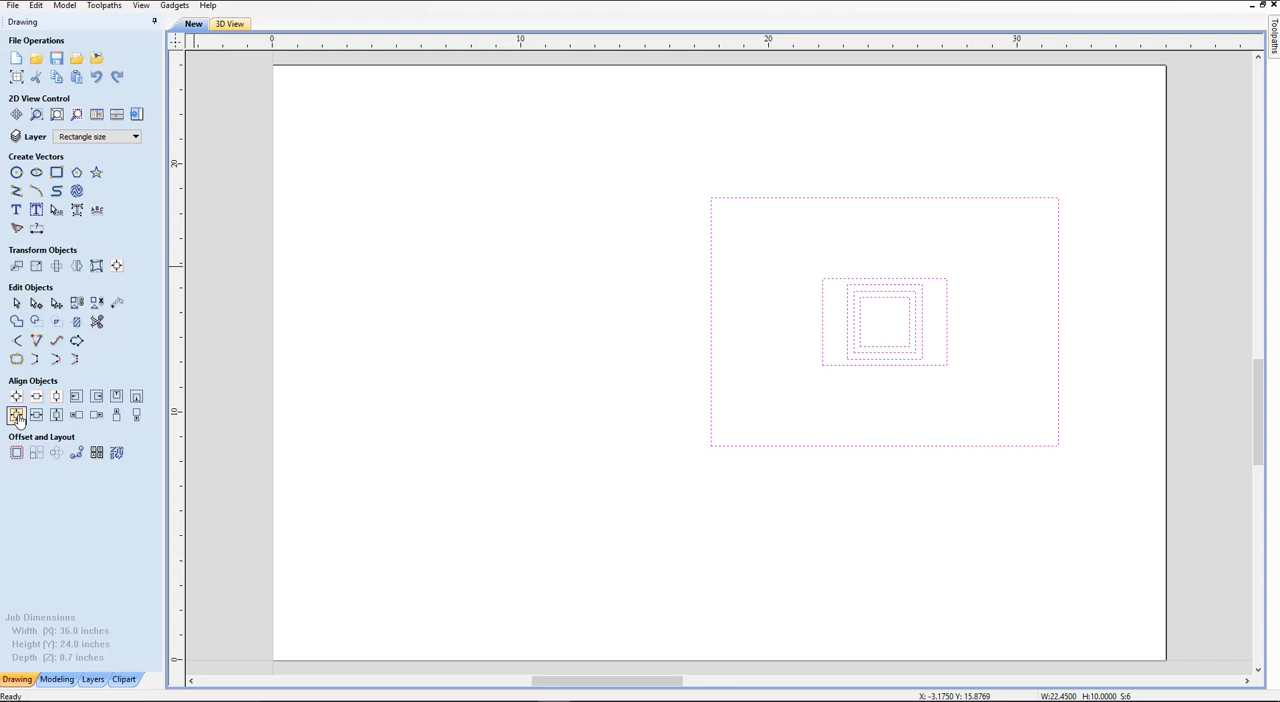 File Edit Model Toolpaths View Gadgets Help
Drawing
New 3D View
Toolpaths
File Operations
0 10 20 30
2D View Control
Layer Rectangle size
Create Vectors
20
Transform Objects
Edit Objects
Align Objects
10
Offset and Layout
Job Dimensions
Width (X): 36.0 inches
Height (Y): 24.0 inches
Depth (Z): 0.7 inches
0
Drawing Modeling Layers Clipart
Ready X: -3.1750 Y: 15.8769 W:22.4500 H:10.0000 S:6